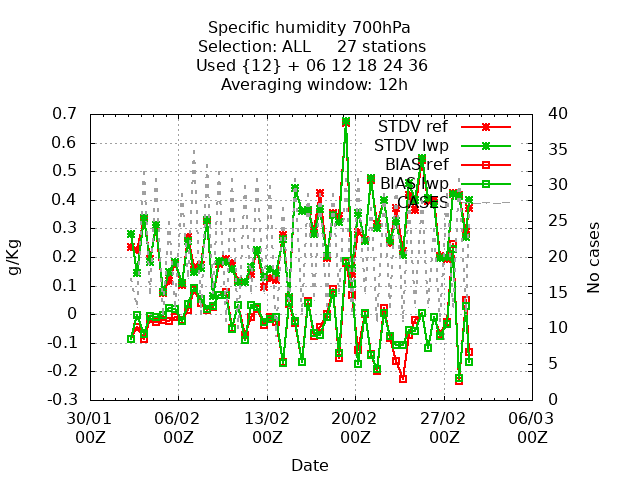 Specific humidity 700hPa
Selection: ALL 27 stations
Used {12} + 06 12 18 24 36
Averaging window: 12h
0.7
0.6
0.5
0.4
0.3
0.2
0.1
0
-0.1
-0.2
-0.3
g/Kg
40
35
30
25
20
15
10
5
0
No cases
STDV ref
STDV lwp
BIAS ref
BIAS lwp
CASES
30/01 06/02 13/02 20/02 27/02 06/03
00Z 00Z 00Z 00Z 00Z 00Z
Date